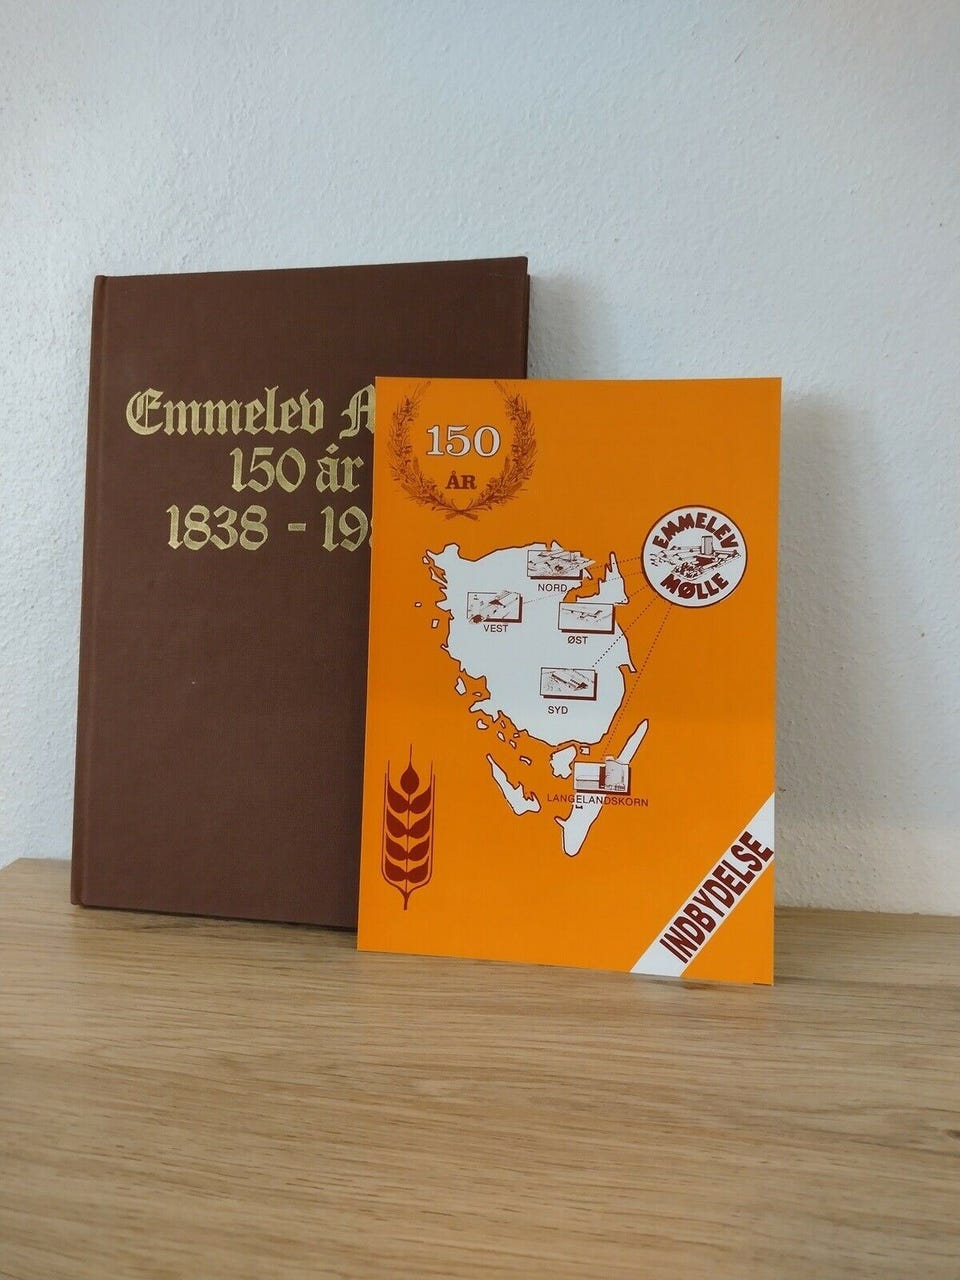 Emmelev
150 år
1838 - 19
150
ÅR
EMMELEV
MØLLE
NORD
VEST
ØST
SYD
LANGELANDSKORN
INDBYDELSE